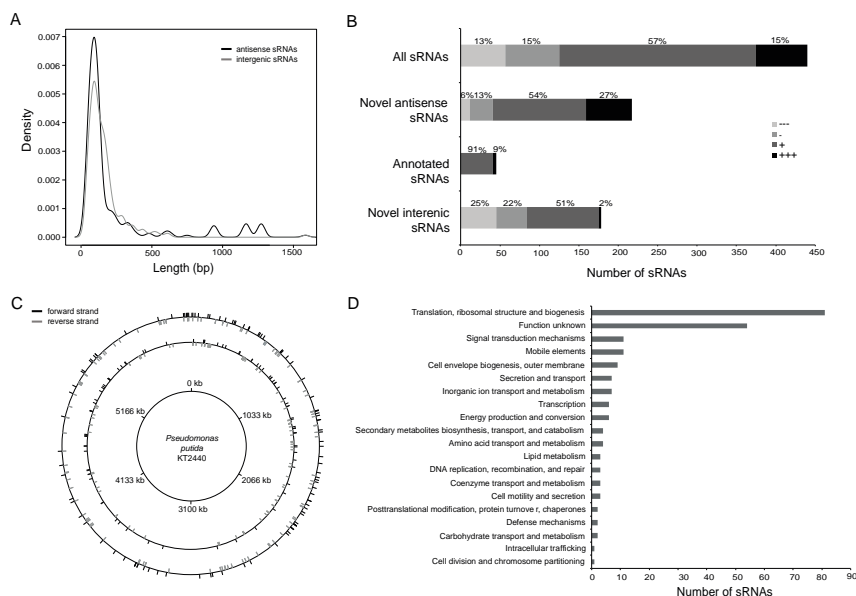 A
0.007
0.006
0.005
0.004
0.003
0.002
0.001
0.000
Density
0
500
1000
1500
Length (bp)
antisense sRNAs
intergenic sRNAs
B
All sRNAs
13%
15%
57%
15%
Novel antisense
sRNAs
6%
13%
54%
27%
Annotated
sRNAs
91%
9%
Novel interenic
sRNAs
25%
22%
51%
2%
0
50
100
150
200
250
300
350
400
450
Number of sRNAs
---
-
+
+++
C
forward strand
reverse strand
0 kb
1033 kb
2066 kb
3100 kb
4133 kb
5166 kb
Pseudomonas
putida
KT2440
D
Translation, ribosomal structure and biogenesis
Function unknown
Signal transduction mechanisms
Mobile elements
Cell envelope biogenesis, outer membrane
Secretion and transport
Inorganic ion transport and metabolism
Transcription
Energy production and conversion
Secondary metabolites biosynthesis, transport, and catabolism
Amino acid transport and metabolism
Lipid metabolism
DNA replication, recombination, and repair
Coenzyme transport and metabolism
Cell motility and secretion
Posttranslational modification, protein turnove r, chaperones
Defense mechanisms
Carbohydrate transport and metabolism
Intracellular trafficking
Cell division and chromosome partitioning
0
10
20
30
40
50
60
70
80
90
Number of sRNAs